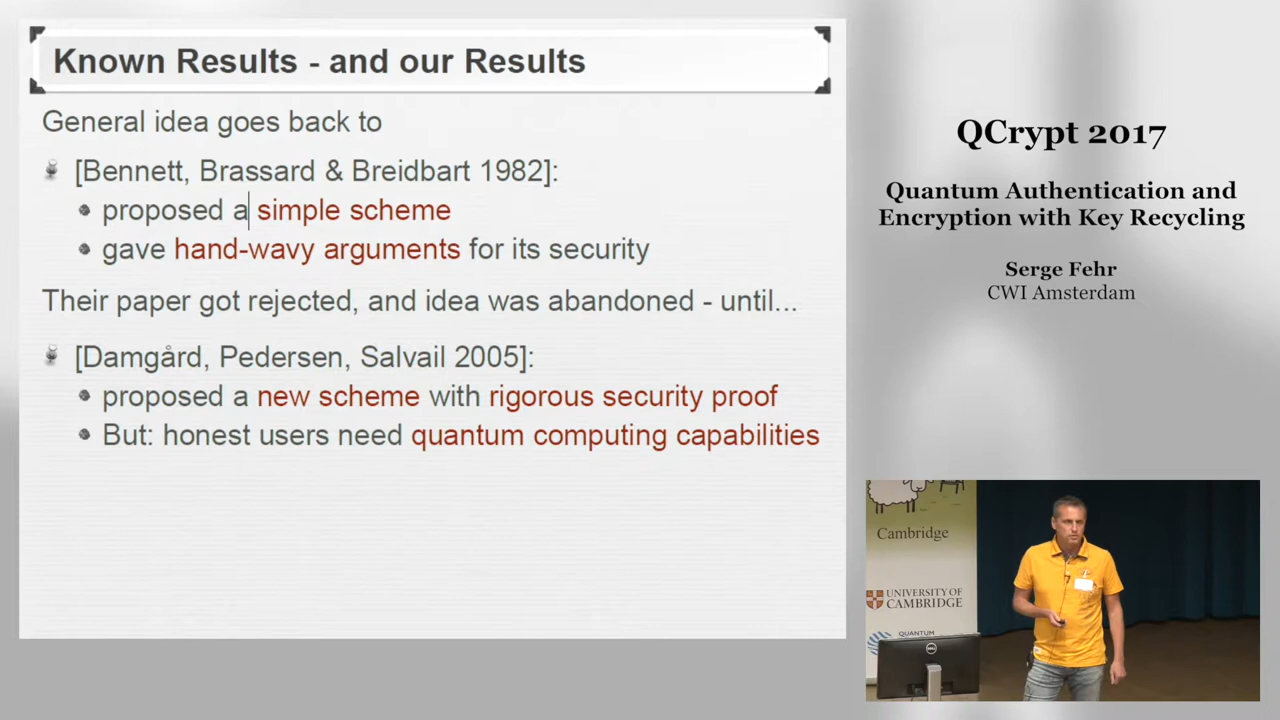 Known Results - and our Results
General idea goes back to
[Bennett, Brassard & Breidbart 1982]:
proposed a simple scheme
gave hand-wavy arguments for its security
Their paper got rejected, and idea was abandoned - until...
[Damgård, Pedersen, Salvail 2005]:
proposed a new scheme with rigorous security proof
But: honest users need quantum computing capabilities
QCrypt 2017
Quantum Authentication and
Encryption with Key Recycling
Serge Fehr
CWI Amsterdam
Cambridge
UNIVERSITY OF
CAMBRIDGE
QUANTUM
DELL